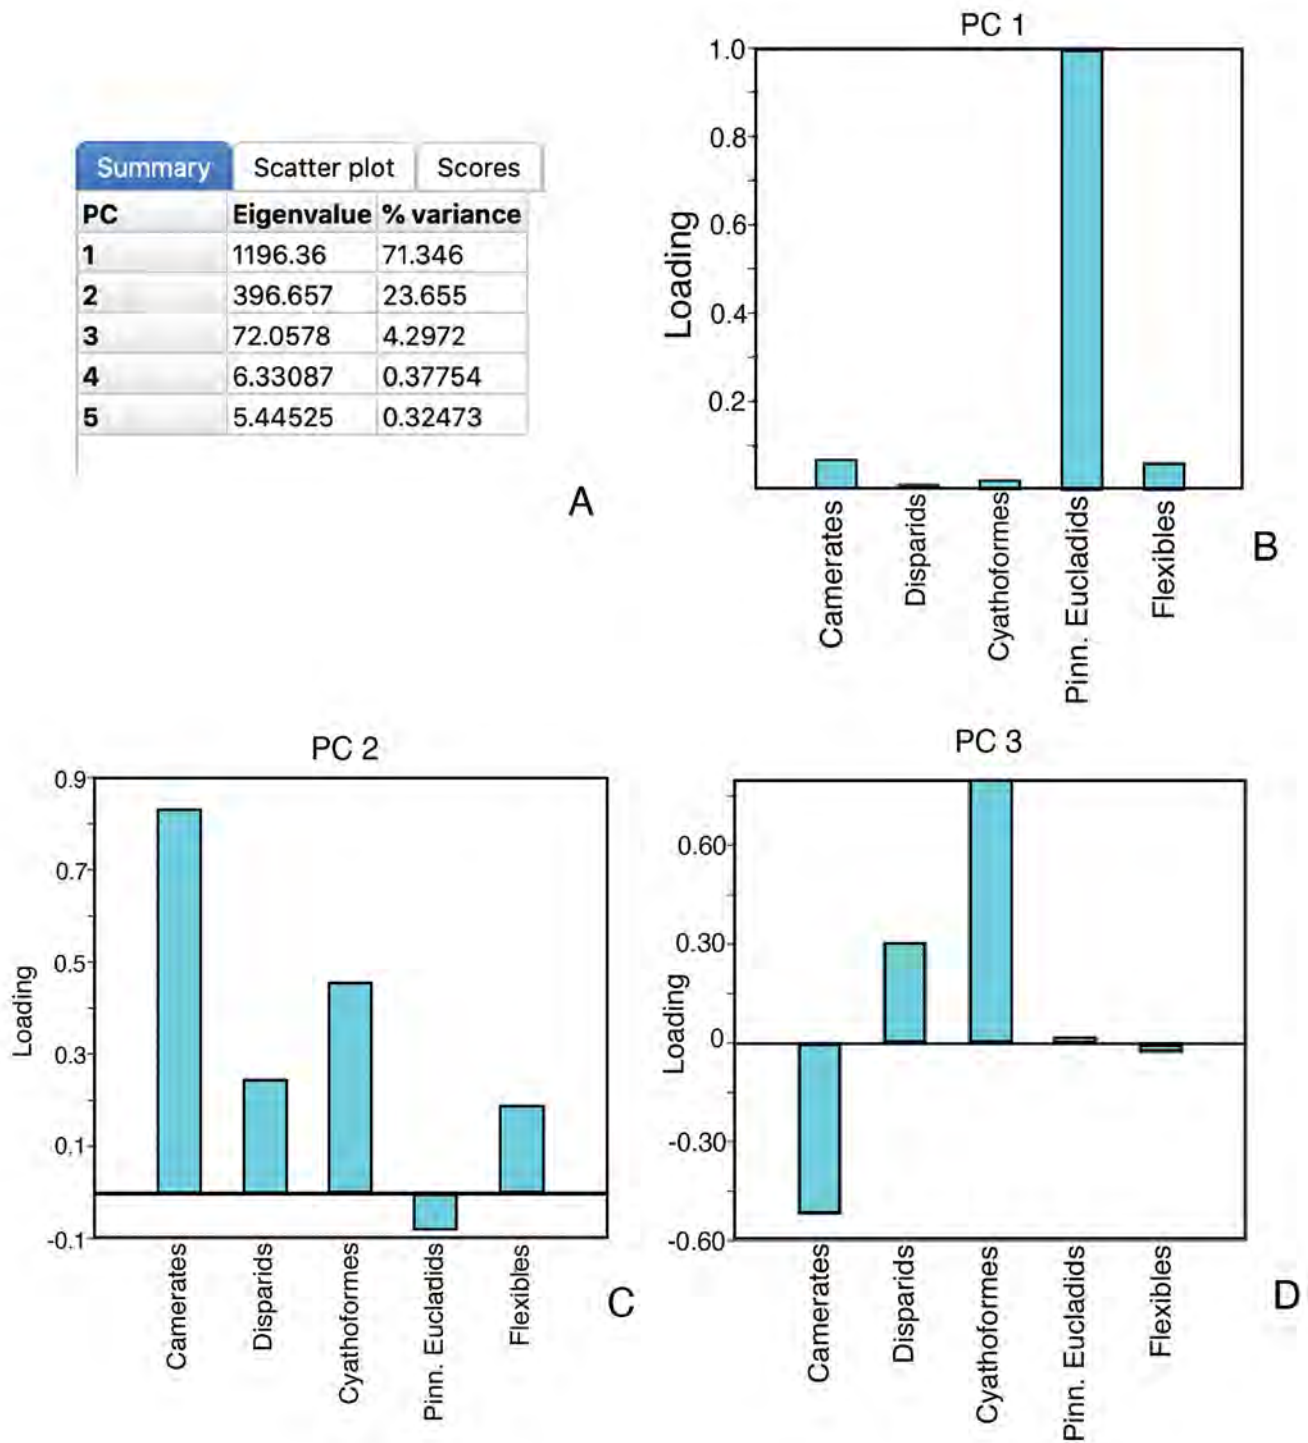 Summary Scatter plot Scores
PC Eigenvalue % variance
1 1196.36 71.346
2 396.657 23.655
3 72.0578 4.2972
4 6.33087 0.37754
5 5.44525 0.32473
A
PC 1
Loading
1.0
0.8
0.6
0.4
0.2
Camerates
Disparids
Cyathoformes
Pinn. Eucladids
Flexibles
B
PC 2
Loading
0.9
0.7
0.5
0.3
0.1
-0.1
Camerates
Disparids
Cyathoformes
Pinn. Eucladids
Flexibles
C
PC 3
Loading
0.60
0.30
0
-0.30
-0.60
Camerates
Disparids
Cyathoformes
Pinn. Eucladids
Flexibles
D